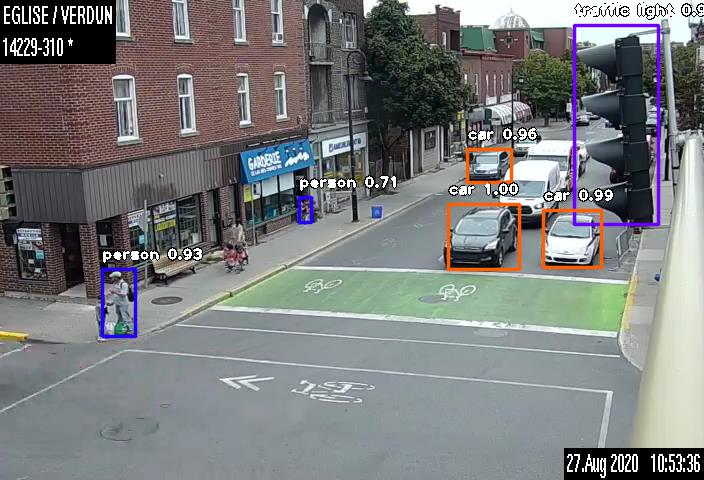 EGLISE / VERDUN
14229-310 *
traffic light 0.9
car 0.96
car 1.00
car 0.99
person 0.71
person 0.93
GARDERIE
27.Aug 2020 10:53:36